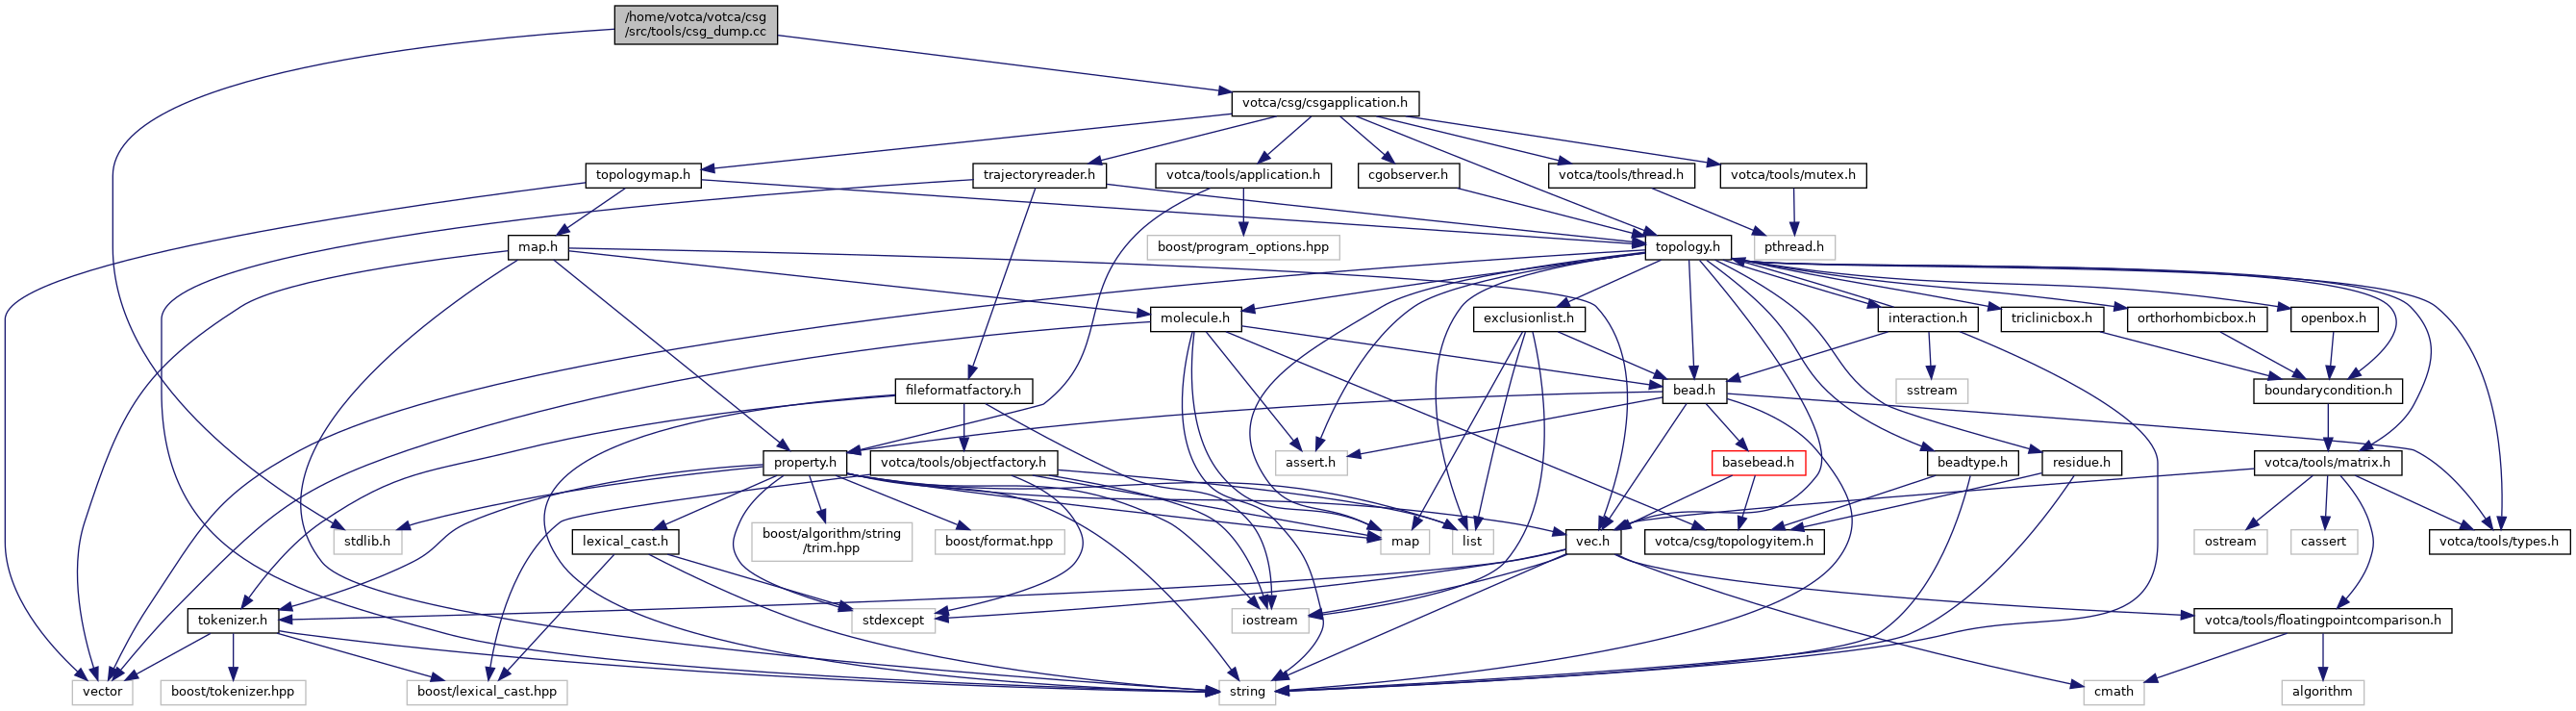 /home/votca/votca/csg
/src/tools/csg_dump.cc
votca/csg/csgapplication.h
topologymap.h
trajectoryreader.h
votca/tools/application.h
cgobserver.h
votca/tools/thread.h
votca/tools/mutex.h
map.h
boost/program_options.hpp
topology.h
pthread.h
molecule.h
exclusionlist.h
interaction.h
triclinicbox.h
orthorhombicbox.h
openbox.h
fileformatfactory.h
bead.h
sstream
boundarycondition.h
property.h
votca/tools/objectfactory.h
assert.h
basebead.h
beadtype.h
residue.h
votca/tools/matrix.h
stdlib.h
lexical_cast.h
boost/algorithm/string
/trim.hpp
boost/format.hpp
map
list
vec.h
votca/csg/topologyitem.h
ostream
cassert
votca/tools/types.h
tokenizer.h
stdexcept
iostream
votca/tools/floatingpointcomparison.h
vector
boost/tokenizer.hpp
boost/lexical_cast.hpp
string
cmath
algorithm